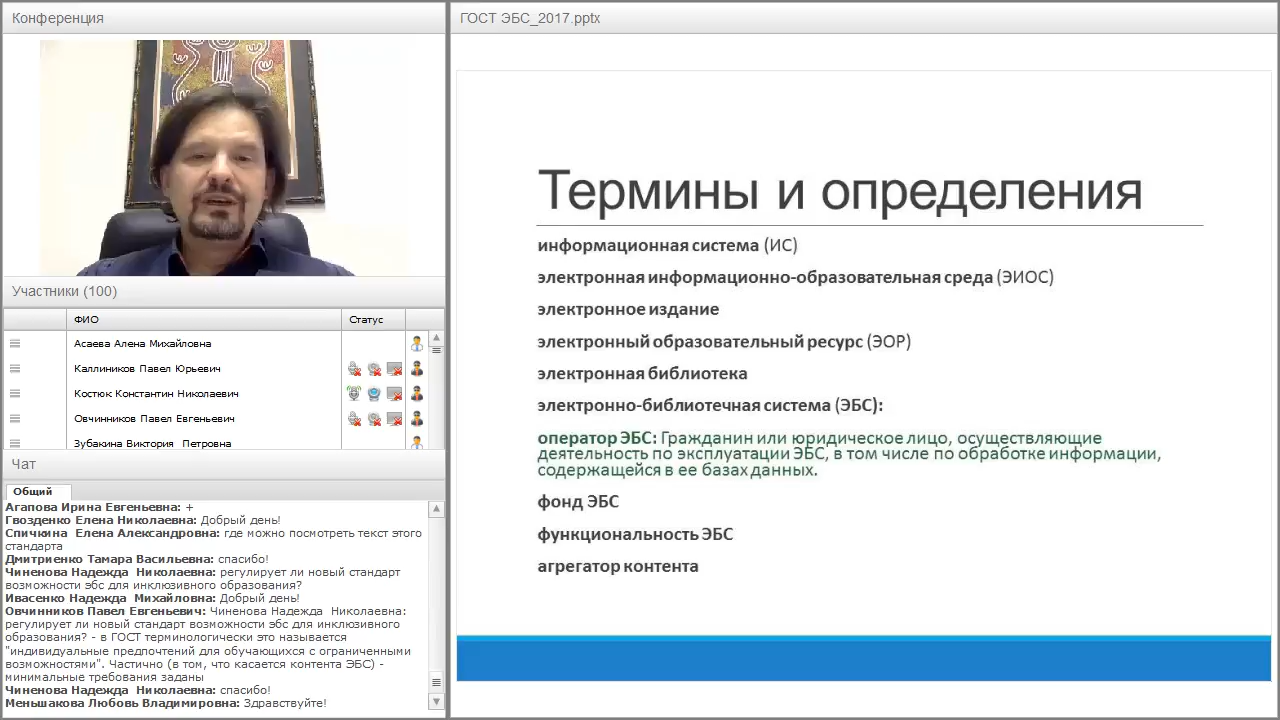 Конференция
Участники (100)
ФИО
Статус
Асаева Алена Михайловна
Каллиников Павел Юрьевич
Костюк Константин Николаевич
Овчинников Павел Евгеньевич
Зубакина Виктория Петровна
Чат
Общий
Агапова Ирина Евгеньевна: +
Гвозденко Елена Николаевна: Добрый день!
Спичкина Елена Александровна: где можно посмотреть текст этого
стандарта
Дмитриенко Тамара Васильевна: спасибо!
Чиненова Надежда Николаевна: регулирует ли новый стандарт
возможности эбс для инклюзивного образования?
Ивасенко Надежда Михайловна: Добрый день!
Овчинников Павел Евгеньевич: Чиненова Надежда Николаевна:
регулирует ли новый стандарт возможности эбс для инклюзивного
образования? - в ГОСТ терминологически это называется
"индивидуальные предпочтений для обучающихся с ограниченными
возможностями". Частично (в том, что касается контента ЭБС) -
минимальные требования заданы
Чиненова Надежда Николаевна: спасибо!
Меньшакова Любовь Владимировна: Здравствуйте!
ГОСТ ЭБС_2017.pptx
Термины и определения
информационная система (ИС)
электронная информационно-образовательная среда (ЭИОС)
электронное издание
электронный образовательный ресурс (ЭОР)
электронная библиотека
электронно-библиотечная система (ЭБС):
оператор ЭБС: Гражданин или юридическое лицо, осуществляющие
деятельность по эксплуатации ЭБС, в том числе по обработке информации,
содержащейся в ее базах данных.
фонд ЭБС
функциональность ЭБС
агрегатор контента